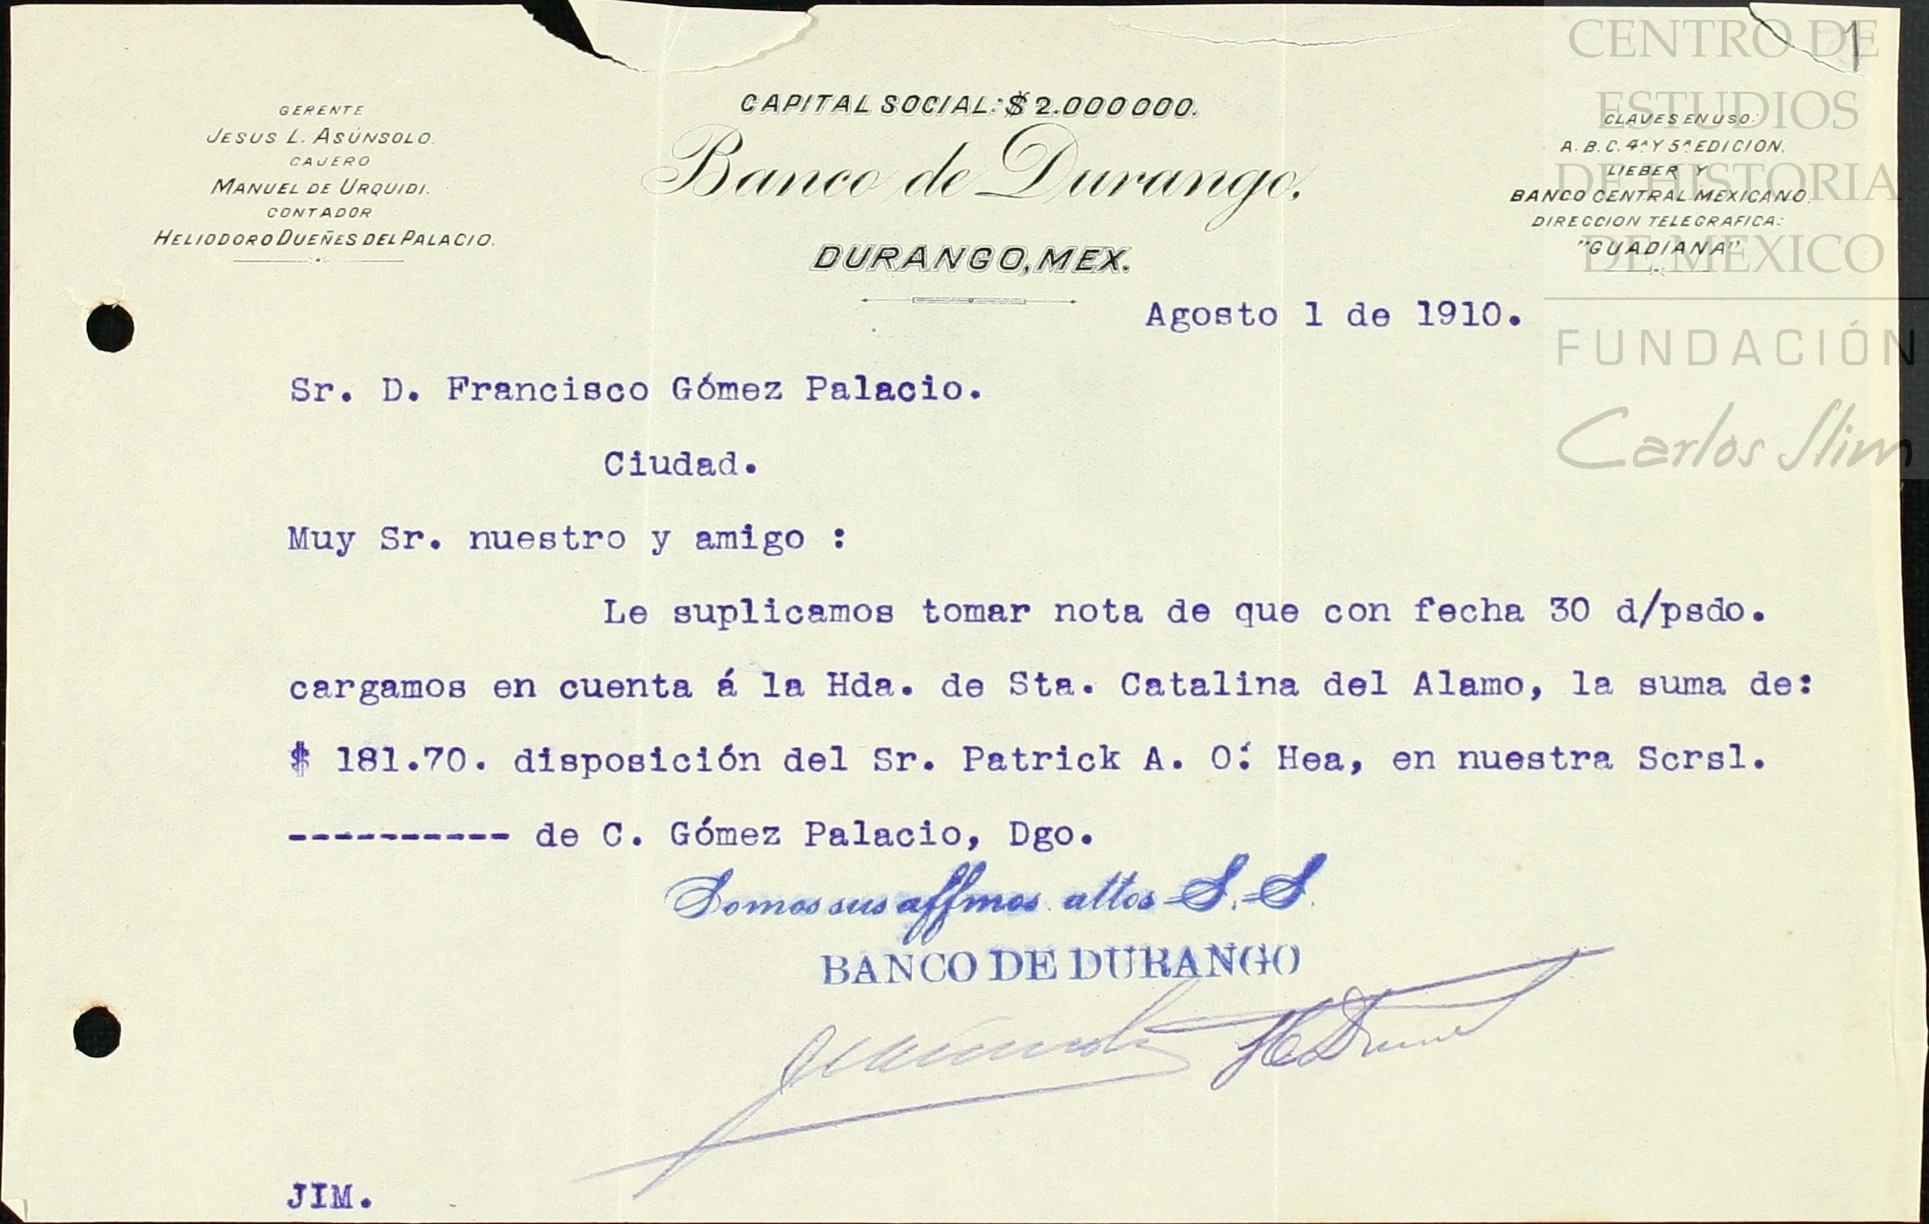 GERENTE
JESUS L. ASÚNSOLO.
CAJERO
MANUEL DE URQUIDI.
CONTADOR
HELIODORO DUEÑES DEL PALACIO.
CAPITAL SOCIAL: $ 2.000000.
Banco de Durango,
DURANGO, MEX.
CLAVES EN USO:
A. B. C. 4ª Y 5ª EDICION,
LIEBER Y
BANCO CENTRAL MEXICANO.
DIRECCION TELEGRAFICA:
"GUADIANA"
1
CENTRO DE
ESTUDIOS
DE HISTORIA
DE MEXICO
FUNDACIÓN
Carlos Slim
Agosto 1 de 1910.
Sr. D. Francisco Gómez Palacio.
Ciudad.
Muy Sr. nuestro y amigo :
Le suplicamos tomar nota de que con fecha 30 d/psdo.
cargamos en cuenta á la Hda. de Sta. Catalina del Alamo, la suma de:
$ 181.70. disposición del Sr. Patrick A. O.' Hea, en nuestra Scrsl.
---------- de C. Gómez Palacio, Dgo.
Somos sus affmos. attos S. S.
BANCO DE DURANGO
JIM.